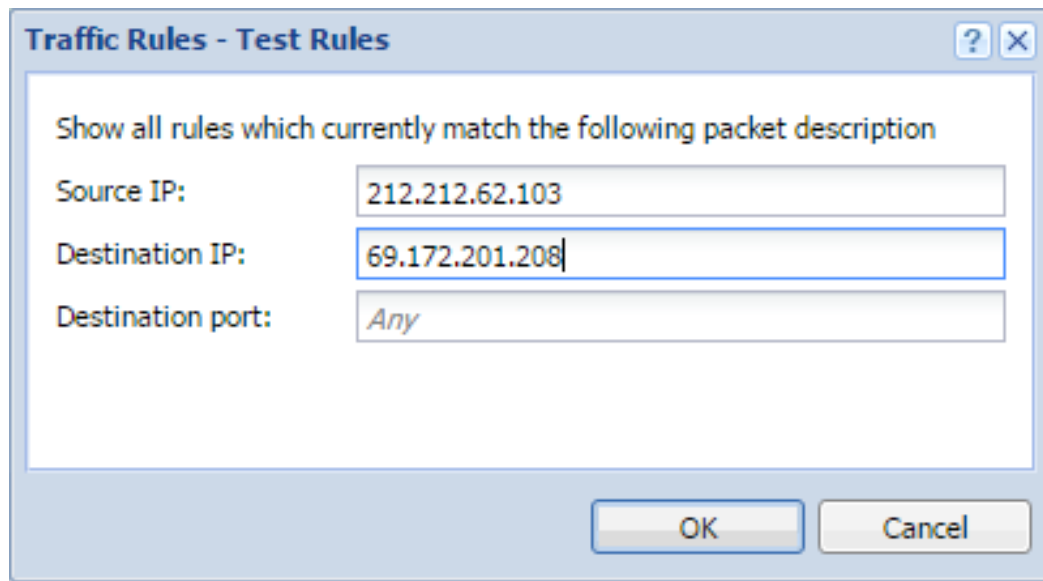 Traffic Rules - Test Rules
?
Show all rules which currently match the following packet description
Source IP: 212.212.62.103
Destination IP: 69.172.201.208
Destination port: Any
OK Cancel